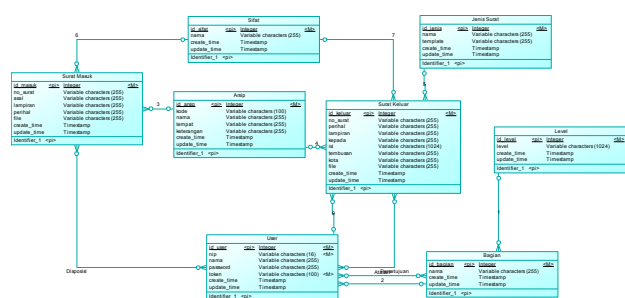 Sifat
id_sifat <pi> Integer <M>
nama Variable characters (255)
create_time Timestamp
update_time Timestamp
Identifier_1 <pi>
Jenis Surat
id_jenis <pi> Integer <M>
nama Variable characters (255)
template Variable characters (255)
create_time Timestamp
update_time Timestamp
Identifier_1 <pi>
6
7
Surat Masuk
id_masuk <pi> Integer <M>
no_surat Variable characters (255)
asal Variable characters (255)
lampiran Variable characters (255)
perihal Variable characters (255)
file Variable characters (255)
create_time Timestamp
update_time Timestamp
Identifier_1 <pi>
3
Arsip
id_arsip <pi> Integer <M>
kode Variable characters (100)
nama Variable characters (255)
tempat Variable characters (255)
keterangan Variable characters (255)
create_time Timestamp
update_time Timestamp
Identifier_1 <pi>
4
Surat Keluar
id_keluar <pi> Integer <M>
no_surat Variable characters (255)
perihal Variable characters (255)
lampiran Variable characters (255)
kepada Variable characters (255)
isi Variable characters (1024)
tembusan Variable characters (255)
kota Variable characters (255)
file Variable characters (255)
create_time Timestamp
update_time Timestamp
Identifier_1 <pi>
Level
id_level <pi> Integer <M>
level Variable characters (1024)
create_time Timestamp
update_time Timestamp
Identifier_1 <pi>
User
id_user <pi> Integer <M>
nip Variable characters (16) <M>
nama Variable characters (255)
password Variable characters (255)
token Variable characters (100) <M>
create_time Timestamp
update_time Timestamp
Identifier_1 <pi>
Disposisi
2
Bagian
id_bagian <pi> Integer <M>
nama Variable characters (255)
create_time Timestamp
update_time Timestamp
Identifier_1 <pi>